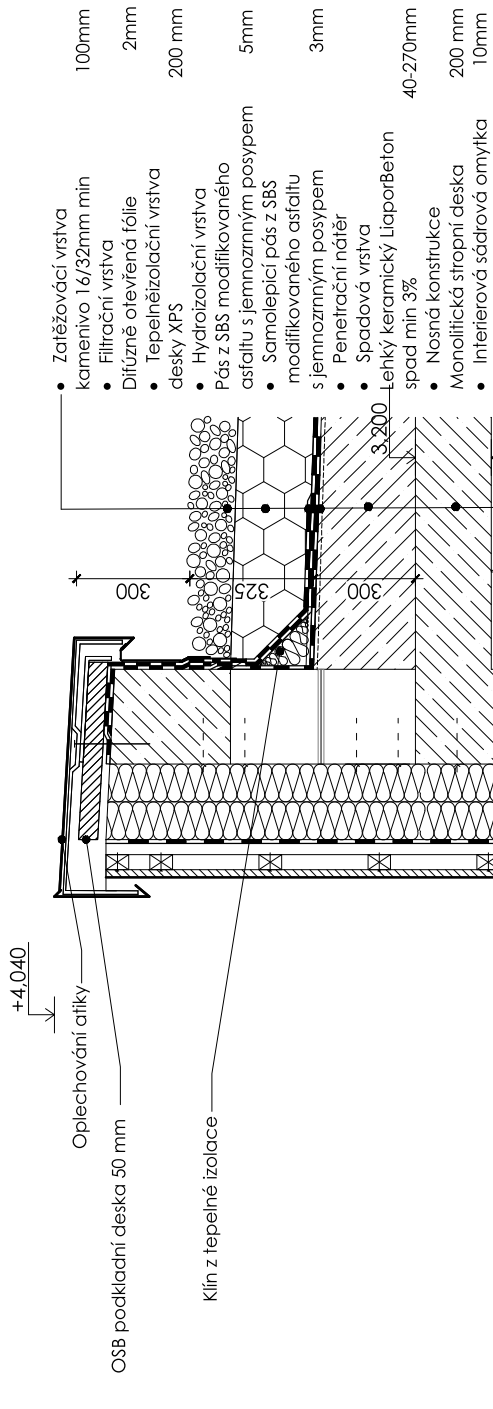 +4,040
Oplechování atiky
OSB podkladní deska 50 mm
Klín z tepelné izolace
300
325
300
3,200
• Zatěžovací vrstva
kamenivo 16/32mm min 100mm
• Filtrační vrstva
Difuzně otevřená fólie 2mm
• Tepelněizolační vrstva
desky XPS 200 mm
• Hydroizolační vrstva
Pás z SBS modifikovaného
asfaltu s jemnozrnným posypem 5mm
• Samolepicí pás z SBS
modifikovaného asfaltu
s jemnozrnným posypem 3mm
• Penetrační nátěr
• Spadová vrstva
Lehký keramický LiaporBeton
spad min 3% 40-270mm
• Nosná konstrukce
Monolitická stropní deska 200 mm
• Interierová sádrová omytka 10mm